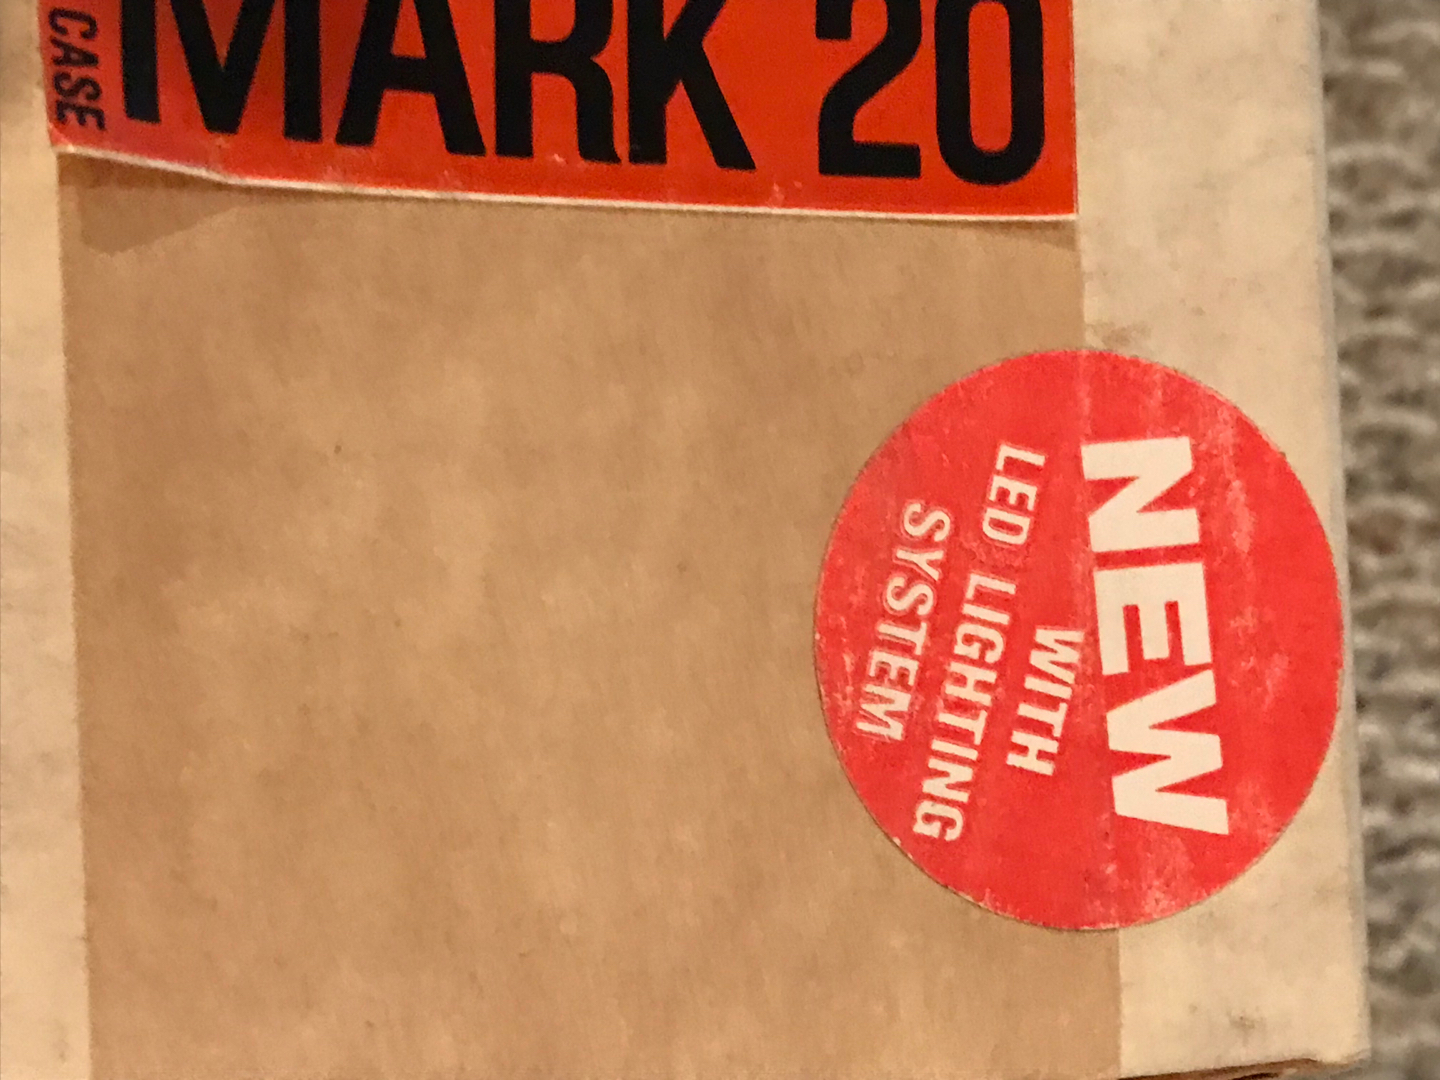 CASE
MARK 20
NEW
WITH
LED LIGHTING
SYSTEM